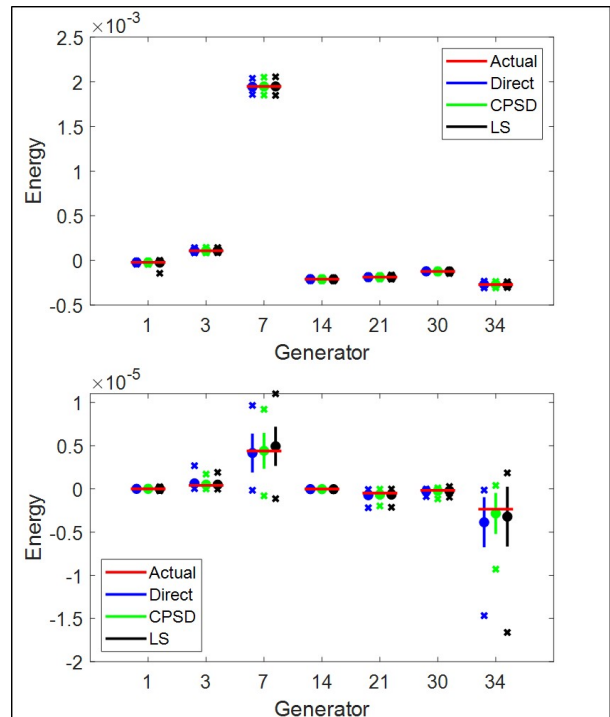 ×10-3
2.5
2
1.5
1
0.5
0
-0.5
Energy
Actual
Direct
CPSD
LS
1 3 7 14 21 30 34
Generator
×10-5
1
0.5
0
-0.5
-1
-1.5
-2
Energy
Actual
Direct
CPSD
LS
1 3 7 14 21 30 34
Generator